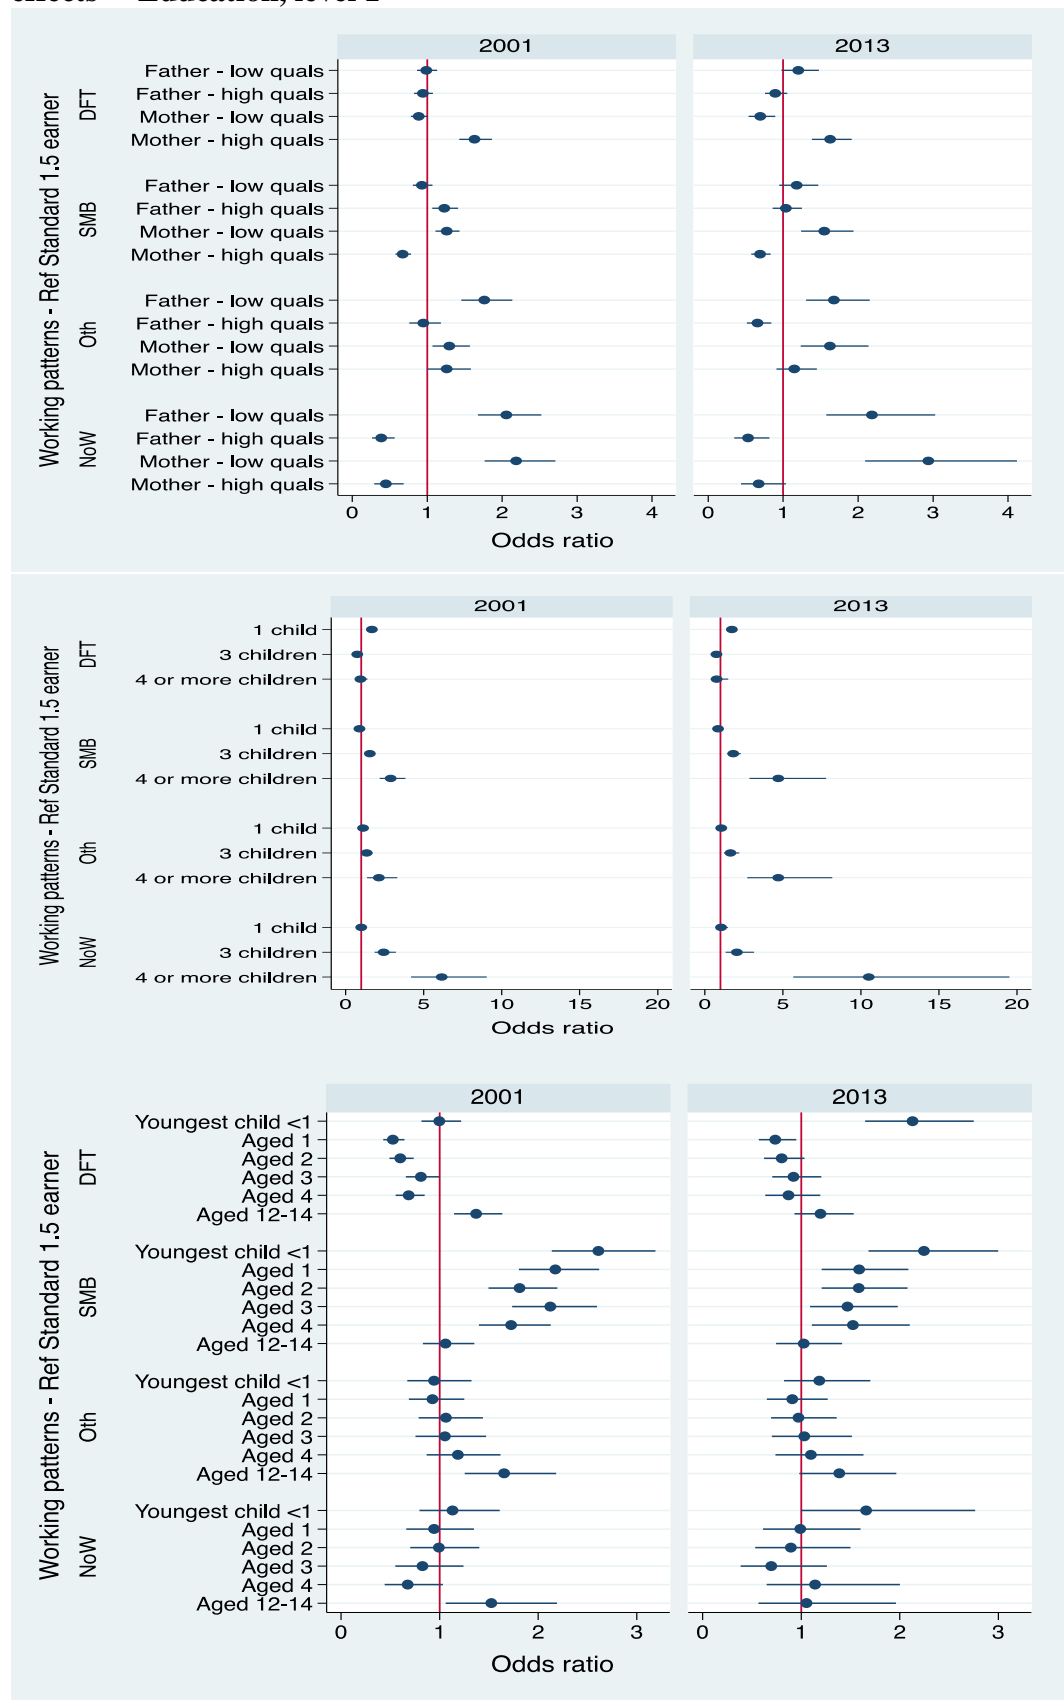 2001 2013
Working patterns - Ref Standard 1.5 earner
DFT
Father - low quals
Father - high quals
Mother - low quals
Mother - high quals
SMB
Father - low quals
Father - high quals
Mother - low quals
Mother - high quals
Oth
Father - low quals
Father - high quals
Mother - low quals
Mother - high quals
NoW
Father - low quals
Father - high quals
Mother - low quals
Mother - high quals
0 1 2 3 4 0 1 2 3 4
Odds ratio
2001 2013
Working patterns - Ref Standard 1.5 earner
DFT
1 child
3 children
4 or more children
SMB
1 child
3 children
4 or more children
Oth
1 child
3 children
4 or more children
NoW
1 child
3 children
4 or more children
0 5 10 15 20 0 5 10 15 20
Odds ratio
2001 2013
Working patterns - Ref Standard 1.5 earner
DFT
Youngest child <1
Aged 1
Aged 2
Aged 3
Aged 4
Aged 12-14
SMB
Youngest child <1
Aged 1
Aged 2
Aged 3
Aged 4
Aged 12-14
Oth
Youngest child <1
Aged 1
Aged 2
Aged 3
Aged 4
Aged 12-14
NoW
Youngest child <1
Aged 1
Aged 2
Aged 3
Aged 4
Aged 12-14
0 1 2 3 0 1 2 3
Odds ratio